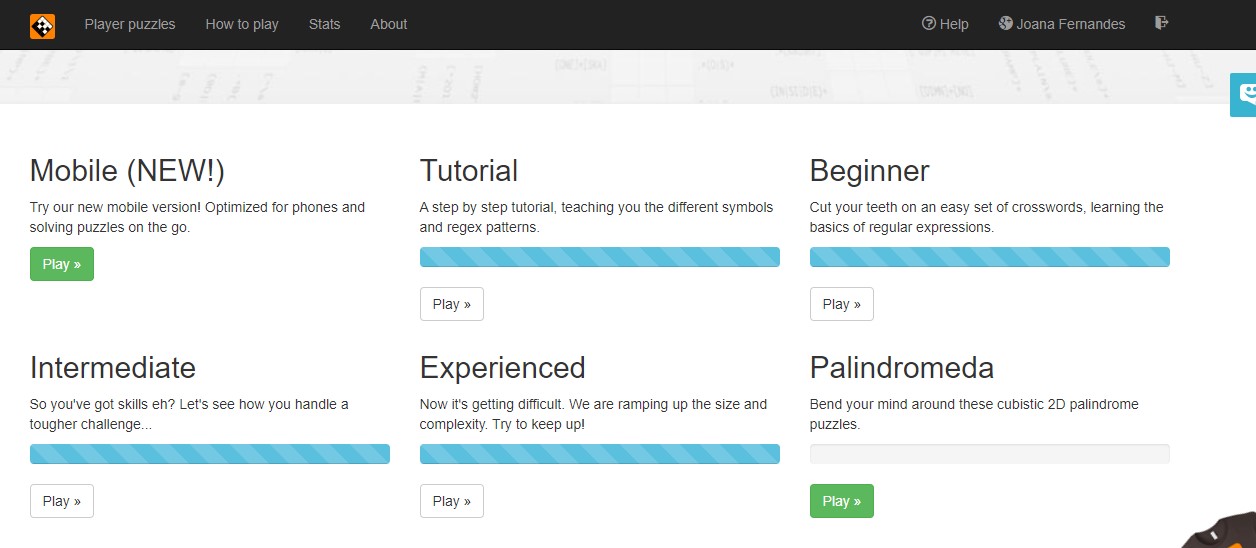 Player puzzles How to play Stats About Help Joana Fernandes
Mobile (NEW!)
Try our new mobile version! Optimized for phones and
solving puzzles on the go.
Play »
Tutorial
A step by step tutorial, teaching you the different symbols
and regex patterns.
Play »
Beginner
Cut your teeth on an easy set of crosswords, learning the
basics of regular expressions.
Play »
Intermediate
So you've got skills eh? Let's see how you handle a
tougher challenge...
Play »
Experienced
Now it's getting difficult. We are ramping up the size and
complexity. Try to keep up!
Play »
Palindromeda
Bend your mind around these cubistic 2D palindrome
puzzles.
Play »